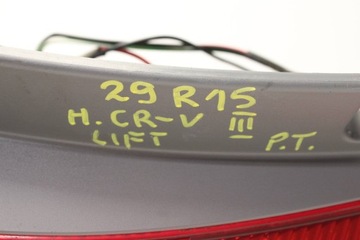 29 R15
H. CR-V III
LIFT P.T.